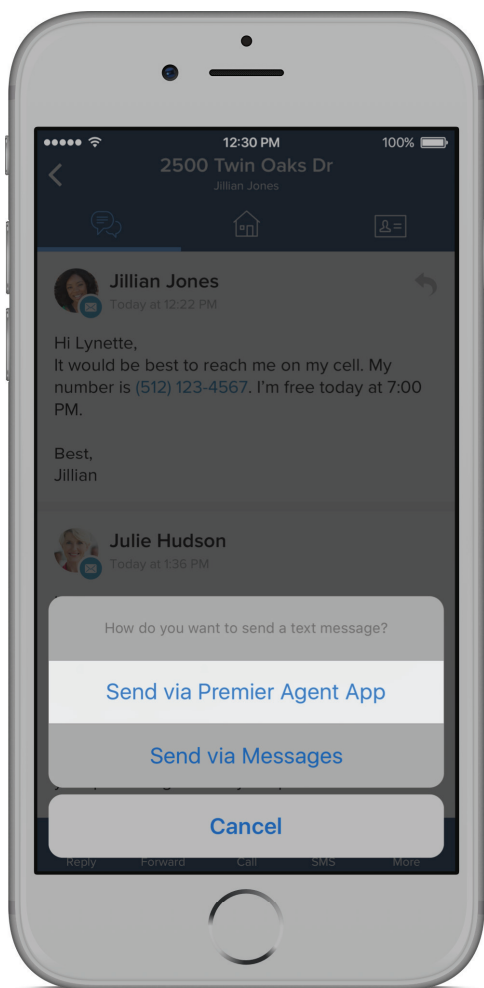 12:30 PM 100%
2500 Twin Oaks Dr
Jillian Jones
Jillian Jones
Today at 12:22 PM
Hi Lynette,
It would be best to reach me on my cell. My
number is (512) 123-4567. I'm free today at 7:00
PM.
Best,
Jillian
Julie Hudson
Today at 1:36 PM
How do you want to send a text message?
Send via Premier Agent App
Send via Messages
Cancel
Reply Forward Call SMS More